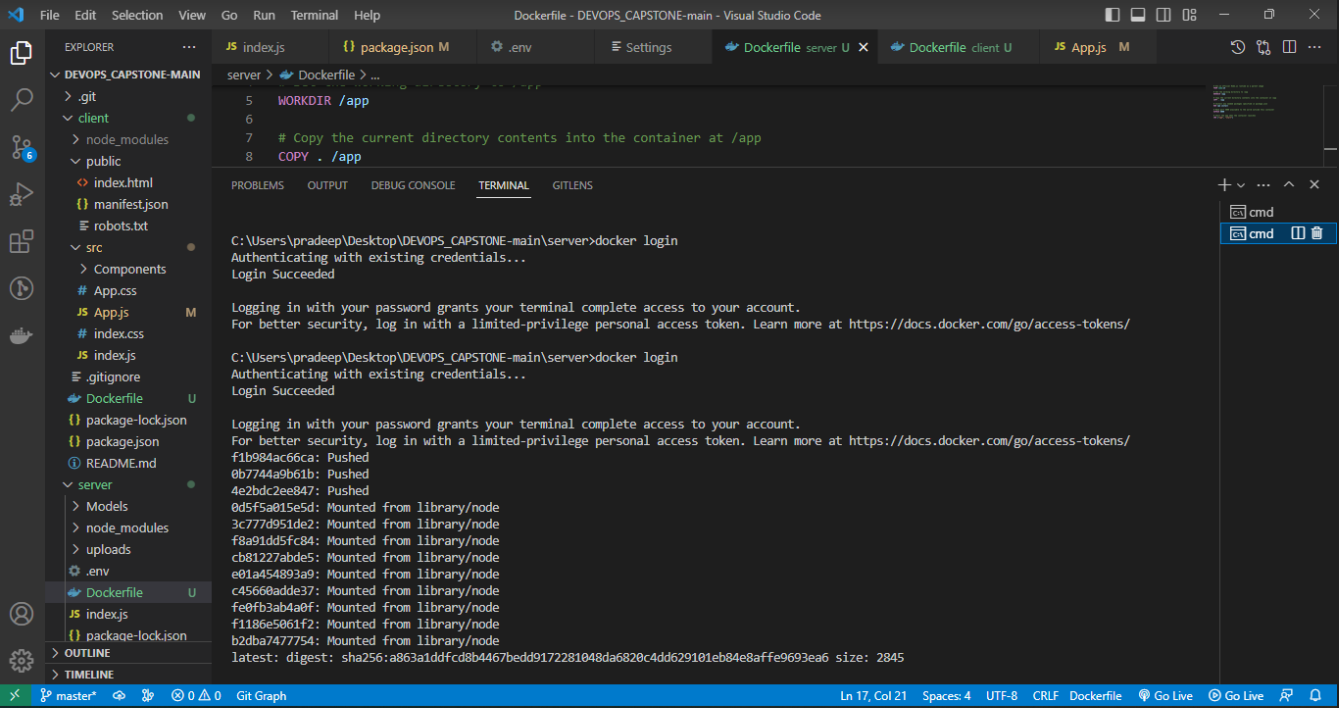 File Edit Selection View Go Run Terminal Help Dockerfile - DEVOPS_CAPSTONE-main - Visual Studio Code
EXPLORER ...
JS index.js {} package.json M .env Settings Dockerfile server U Dockerfile client U JS App.js M
DEVOPS_CAPSTONE-MAIN
.git
client
node_modules
public
<> index.html
{} manifest.json
robots.txt
src
Components
# App.css
JS App.js M
# index.css
JS index.js
.gitignore
Dockerfile U
{} package-lock.json
{} package.json
README.md
server
Models
node_modules
uploads
.env
Dockerfile U
JS index.js
{} package-lock.json
OUTLINE
TIMELINE
6
server > Dockerfile > ...
5 WORKDIR /app
6
7 # Copy the current directory contents into the container at /app
8 COPY . /app
PROBLEMS OUTPUT DEBUG CONSOLE TERMINAL GITLENS
cmd
cmd
C:\Users\pradeep\Desktop\DEVOPS_CAPSTONE-main\server>docker login
Authenticating with existing credentials...
Login Succeeded
Logging in with your password grants your terminal complete access to your account.
For better security, log in with a limited-privilege personal access token. Learn more at https://docs.docker.com/go/access-tokens/
C:\Users\pradeep\Desktop\DEVOPS_CAPSTONE-main\server>docker login
Authenticating with existing credentials...
Login Succeeded
Logging in with your password grants your terminal complete access to your account.
For better security, log in with a limited-privilege personal access token. Learn more at https://docs.docker.com/go/access-tokens/
f1b984ac66ca: Pushed
0b7744a9b61b: Pushed
4e2bdc2ee847: Pushed
0d5f5a015e5d: Mounted from library/node
3c777d951de2: Mounted from library/node
f8a91dd5fc84: Mounted from library/node
cb81227abde5: Mounted from library/node
e01a454893a9: Mounted from library/node
c45660adde37: Mounted from library/node
fe0fb3ab4a0f: Mounted from library/node
f1186e5061f2: Mounted from library/node
b2dba7477754: Mounted from library/node
latest: digest: sha256:a863a1ddfcd8b4467bedd9172281048da6820c4dd629101eb84e8affe9693ea6 size: 2845
master* 0 0 Git Graph Ln 17, Col 21 Spaces: 4 UTF-8 CRLF Dockerfile Go Live Go Live